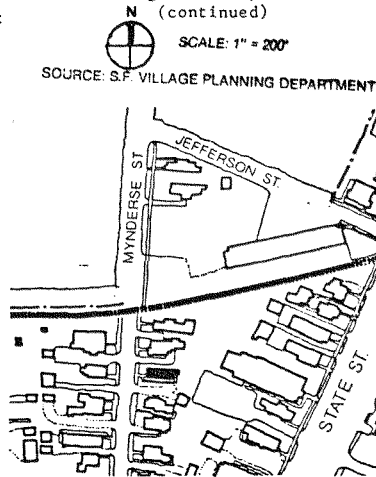 (continued)
N
SCALE: 1" = 200'
SOURCE: S.F. VILLAGE PLANNING DEPARTMENT
JEFFERSON ST.
MYNDERSE ST
STATE ST.